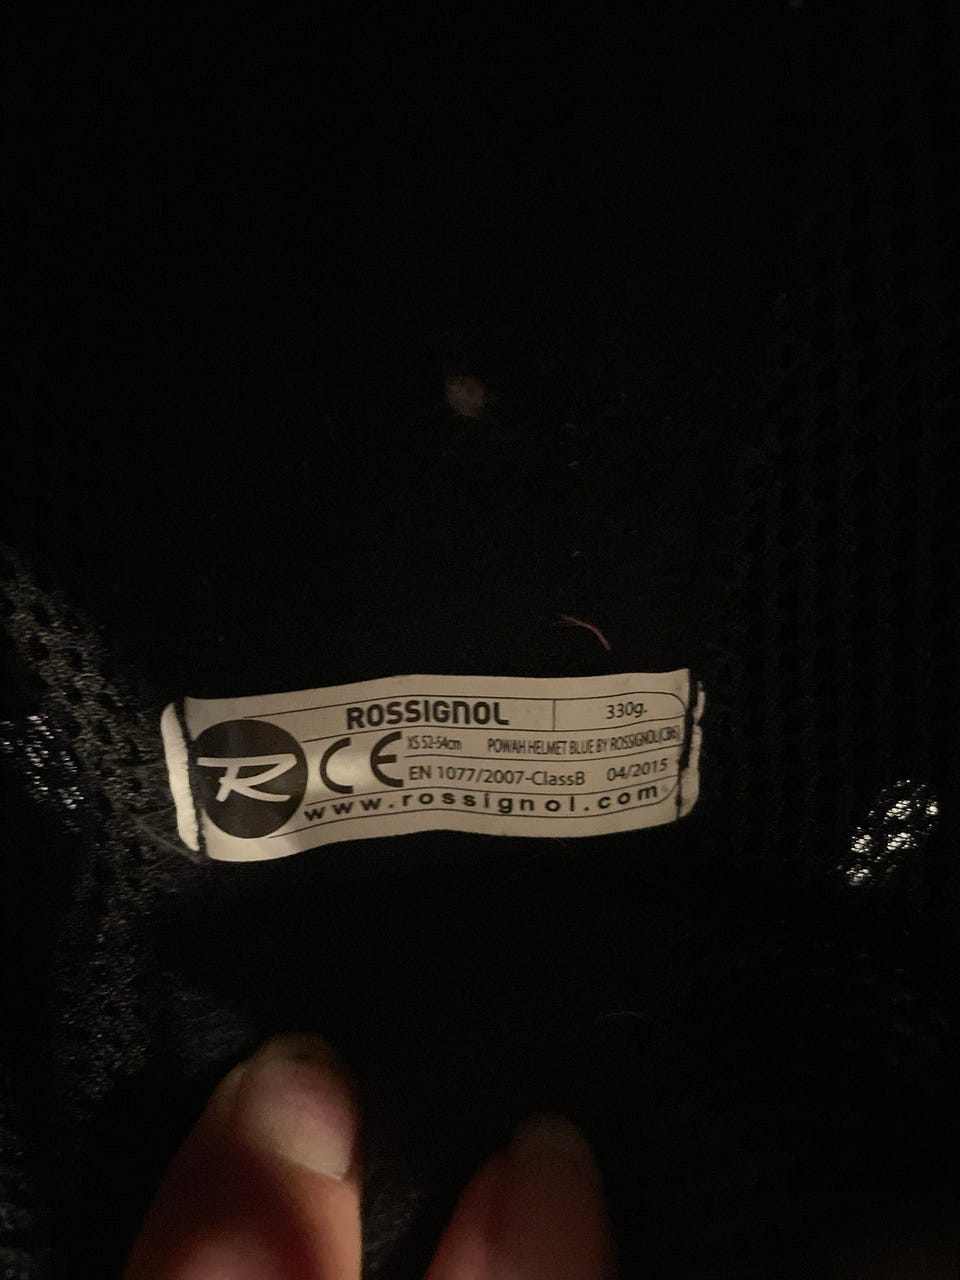 ROSSIGNOL 330g.
R CE XS 52-54cm POWAH HELMET BLUE BY ROSSIGNOL
EN 1077/2007-ClassB 04/2015
www.rossignol.com